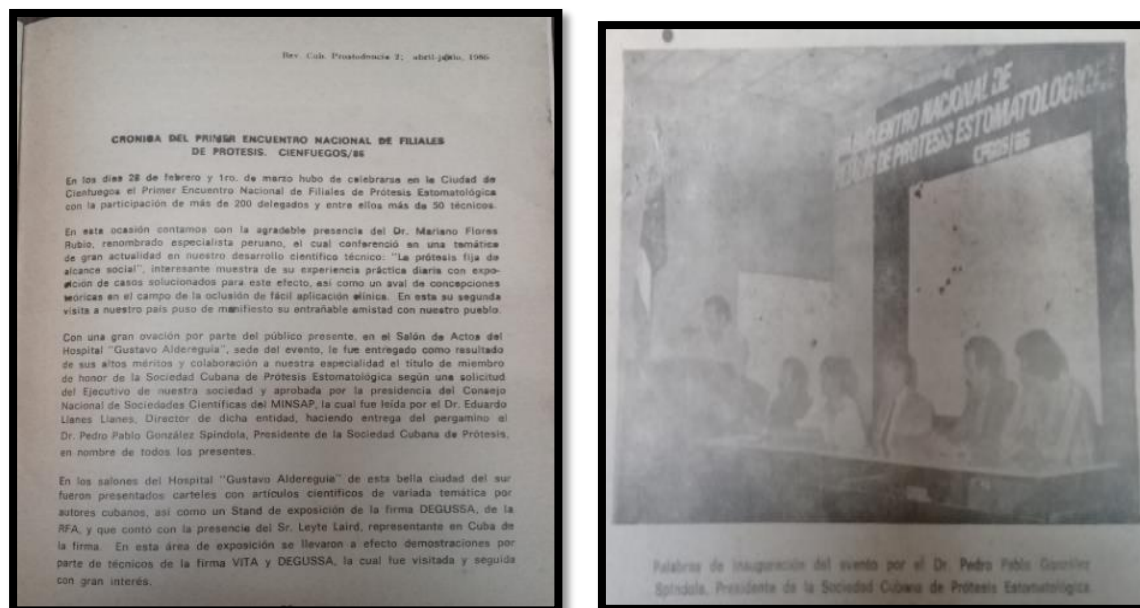 Rev. Cub. Prostodoncia 2; abril-junio, 1986
CRONIBA DEL PRIMER ENCUENTRO NACIONAL DE FILIALES
DE PROTESIS. CIENFUEGOS/86
En los días 28 de febrero y 1ro. de marzo hubo de celebrarse en la Ciudad de
Cienfuegos el Primer Encuentro Nacional de Filiales de Prótesis Estomatológica
con la participación de más de 200 delegados y entre ellos más de 50 técnicos.
En esta ocasión contamos con la agradable presencia del Dr. Mariano Flores
Rubio, renombrado especialista peruano, el cual conferenció en una temática
de gran actualidad en nuestro desarrollo científico técnico: "La prótesis fija de
alcance social", interesante muestra de su experiencia práctica diaria con expo-
sición de casos solucionados para este efecto, así como un aval de concepciones
teóricas en el campo de la oclusión de fácil aplicación clínica. En esta su segunda
visita a nuestro país puso de manifiesto su entrañable amistad con nuestro pueblo.
Con una gran ovación por parte del público presente, en el Salón de Actos del
Hospital "Gustavo Aldereguía", sede del evento, le fue entregado como resultado
de sus altos méritos y colaboración a nuestra especialidad el título de miembro
de honor de la Sociedad Cubana de Prótesis Estomatológica según una solicitud
del Ejecutivo de nuestra sociedad y aprobada por la presidencia del Consejo
Nacional de Sociedades Científicas del MINSAP, la cual fue leída por el Dr. Eduardo
Llanes Llanes, Director de dicha entidad, haciendo entrega del pergamino el
Dr. Pedro Pablo González Spíndola, Presidente de la Sociedad Cubana de Prótesis,
en nombre de todos los presentes.
En los salones del Hospital "Gustavo Aldereguía" de esta bella ciudad del sur
fueron presentados carteles con artículos científicos de variada temática por
autores cubanos, así como un Stand de exposición de la firma DEGUSSA, de la
RFA, y que contó con la presencia del Sr. Leyte Laird, representante en Cuba de
la firma. En esta área de exposición se llevaron a efecto demostraciones por
parte de técnicos de la firma VITA y DEGUSSA, la cual fue visitada y seguida
con gran interés.
ENCUENTRO NACIONAL DE
DE PROTESIS ESTOMATOLOGICA
CFGOS/86
Palabras de inauguración del evento por el Dr. Pedro Pablo González
Spíndola, Presidente de la Sociedad Cubana de Prótesis Estomatológica